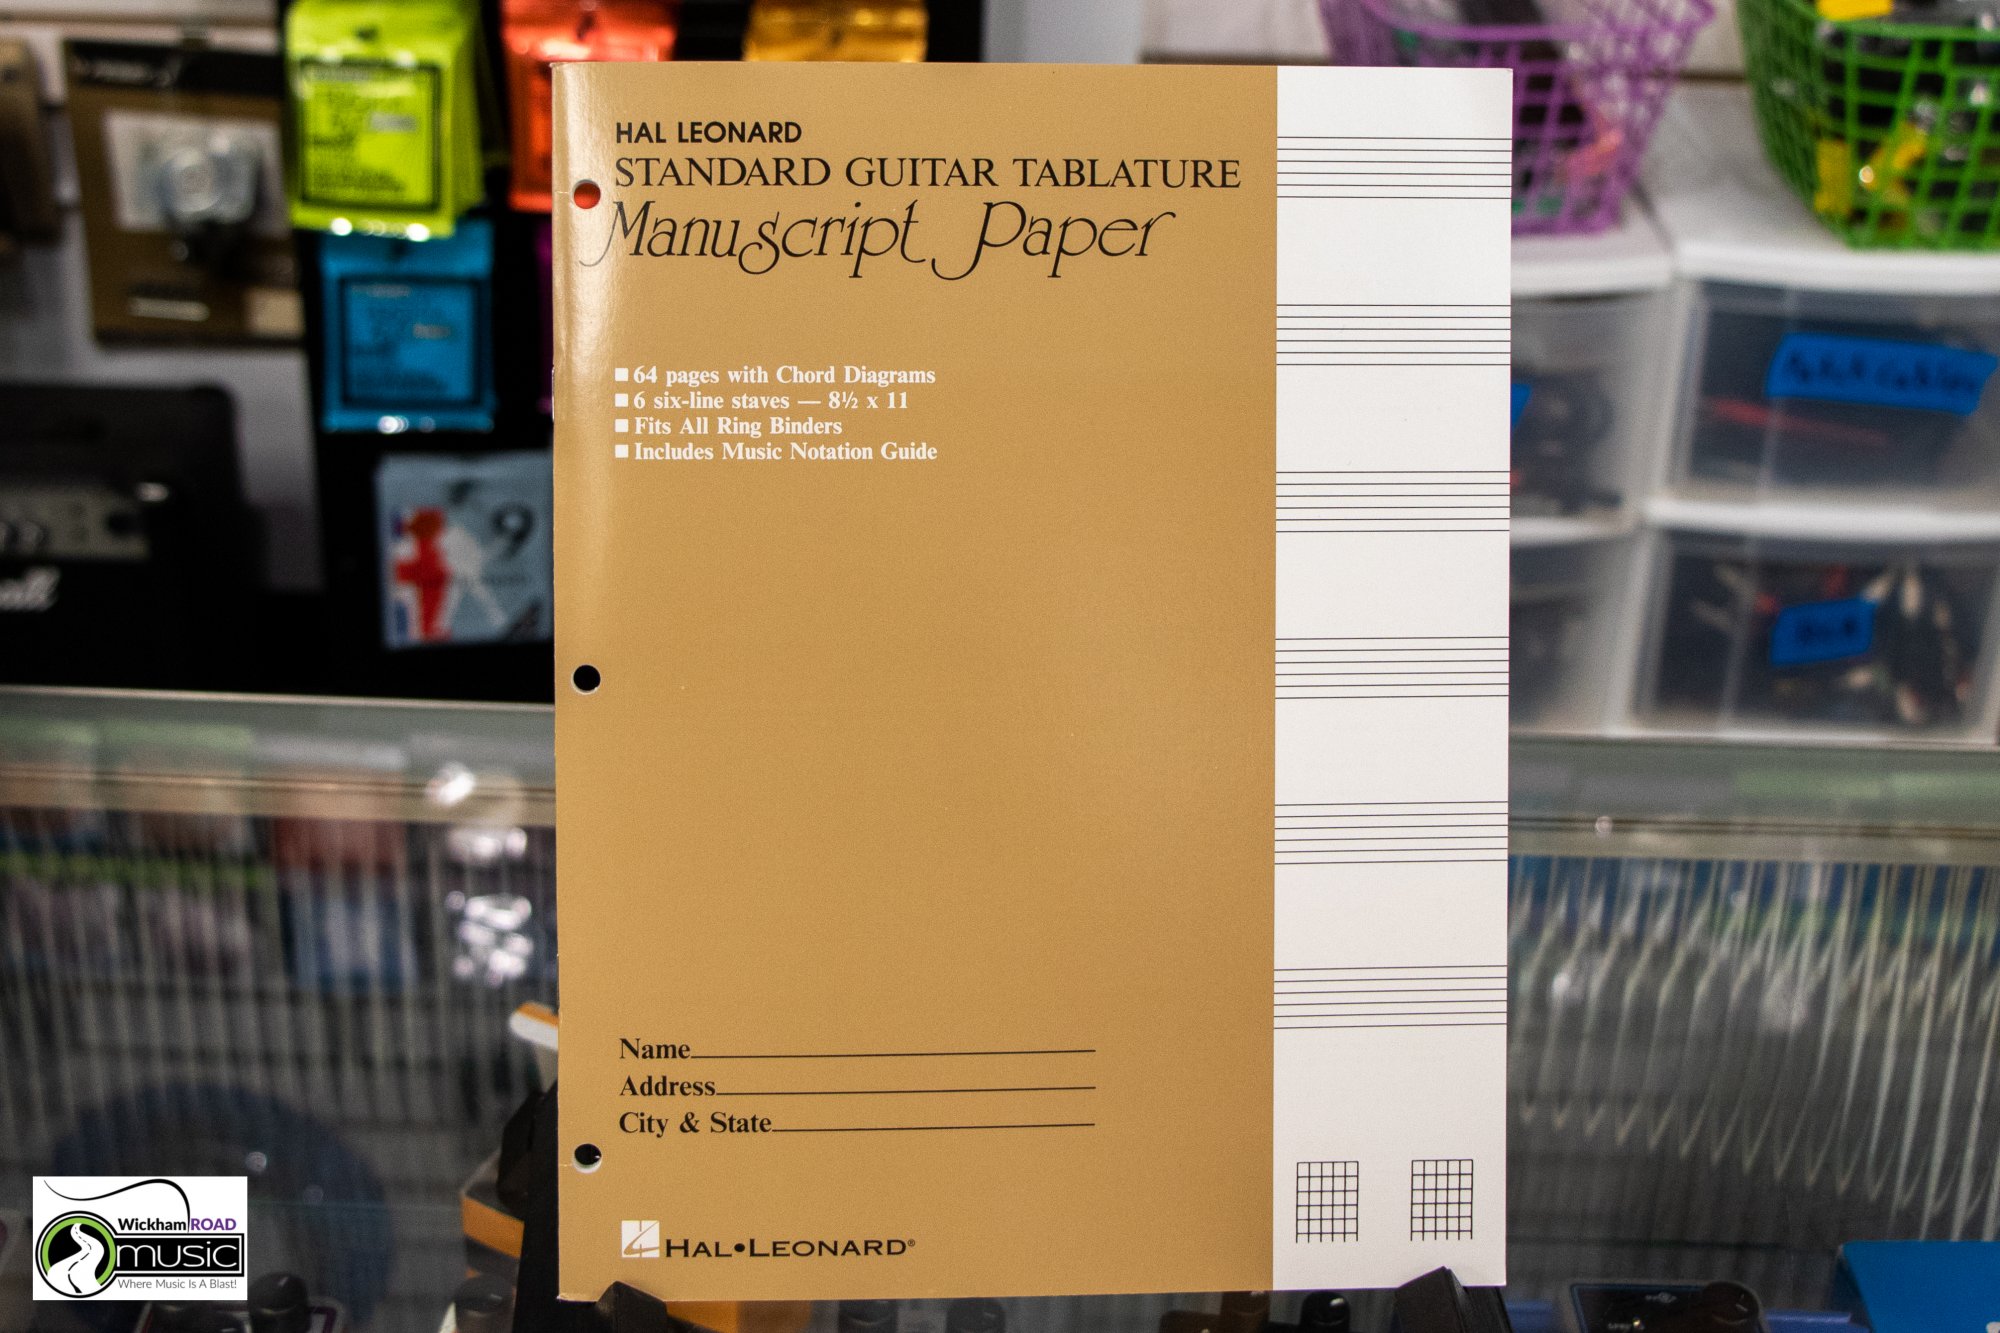 HAL LEONARD
STANDARD GUITAR TABLATURE
Manuscript Paper
64 pages with Chord Diagrams
6 six-line staves — 8½ x 11
Fits All Ring Binders
Includes Music Notation Guide
Name
Address
City & State
HAL•LEONARD®
9
Wickham ROAD
music
Where Music Is A Blast!